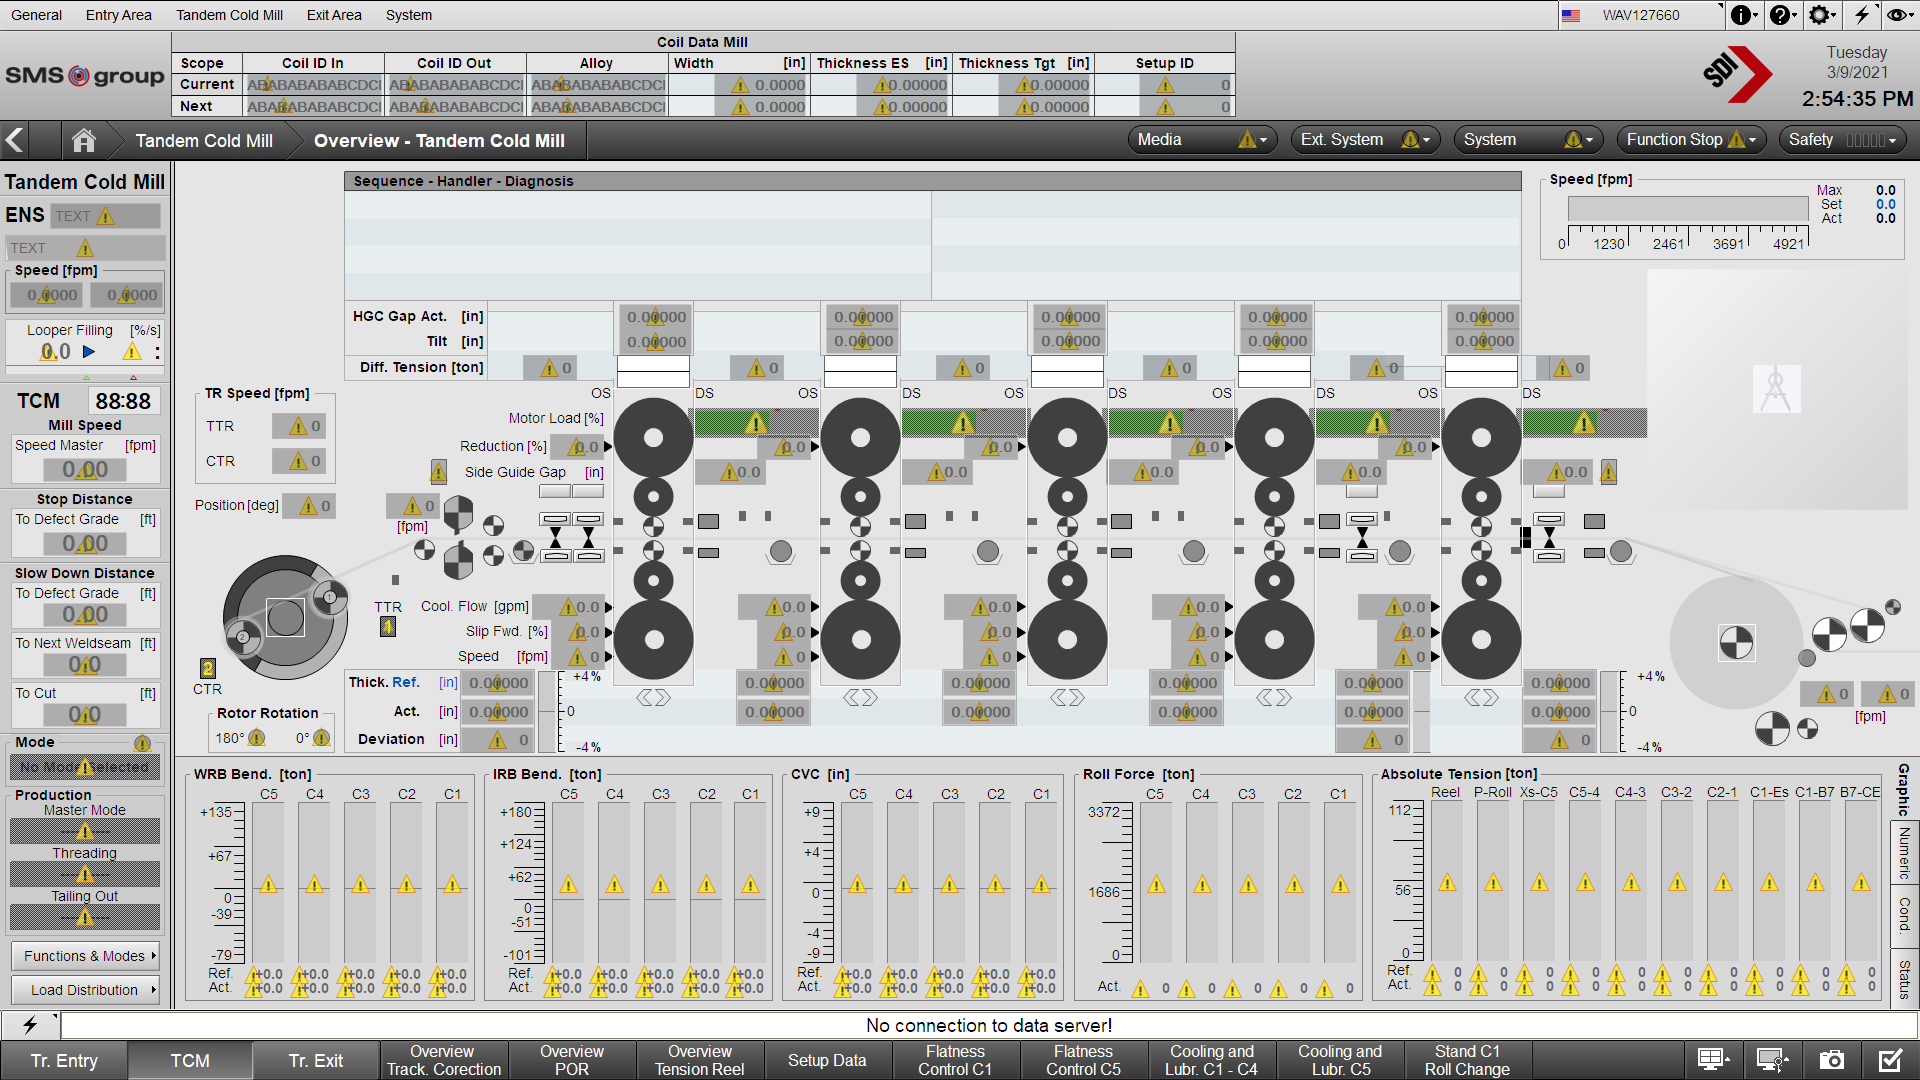 General Entry Area Tandem Cold Mill Exit Area System
WAV127660
SMS group
Coil Data Mill
Scope Coil ID In Coil ID Out Alloy Width [in] Thickness ES [in] Thickness Tgt [in] Setup ID
Current ABABABABABCDCI ABABABABABCDCI ABABABABABCDCI 0.0000 0.00000 0.00000 0
Next ABABABABABCDCI ABABABABABCDCI ABABABABABCDCI 0.0000 0.00000 0.00000 0
SDI
Tuesday
3/9/2021
2:54:35 PM
Tandem Cold Mill Overview - Tandem Cold Mill
Media Ext. System System Function Stop Safety
Tandem Cold Mill
ENS TEXT
TEXT
Speed [fpm]
0.0000 0.0000
Looper Filling [%/s]
0.0 :
TCM 88:88
Mill Speed
Speed Master [fpm]
0.00
Stop Distance
To Defect Grade [ft]
0.00
Slow Down Distance
To Defect Grade [ft]
0.00
To Next Weldseam [ft]
0.0
To Cut [ft]
0.0
Mode
No Mode Selected
Production
Master Mode
Threading
Tailing Out
Functions & Modes
Load Distribution
Sequence - Handler - Diagnosis
Speed [fpm]
Max 0.0
Set 0.0
Act 0.0
0 1230 2461 3691 4921
HGC Gap Act. [in] 0.00000 0.00000 0.00000 0.00000 0.00000
Tilt [in] 0.00000 0.00000 0.00000 0.00000 0.00000
Diff. Tension [ton] 0 0 0 0 0 0
OS DS OS DS OS DS OS DS OS DS
TR Speed [fpm]
TTR 0
CTR 0
Position [deg] 0
Motor Load [%]
Reduction [%] 0.0 0.0 0.0 0.0 0.0
Side Guide Gap [in] 0.0 0.0 0.0 0.0 0.0
0
[fpm]
1
2
TTR
1
2
CTR
Cool. Flow [gpm] 0.0 0.0 0.0 0.0 0.0
Slip Fwd. [%] 0.0 0.0 0.0 0.0 0.0
Speed [fpm] 0 0 0 0 0
Rotor Rotation
180° 0°
Thick. Ref. [in] 0.00000 +4 % 0.00000 0.00000 0.00000 0.00000 0.00000 +4 %
Act. [in] 0.00000 0 0.00000 0.00000 0.00000 0.00000 0.00000 0
Deviation [in] 0 -4 % 0 0 -4 %
0 0
[fpm]
WRB Bend. [ton]
C5 C4 C3 C2 C1
+135
+67
0
-39
-79
Ref. +0.0 +0.0 +0.0 +0.0 +0.0
Act. +0.0 +0.0 +0.0 +0.0 +0.0
IRB Bend. [ton]
C5 C4 C3 C2 C1
+180
+124
+62
0
-51
-101
Ref. +0.0 +0.0 +0.0 +0.0 +0.0
Act. +0.0 +0.0 +0.0 +0.0 +0.0
CVC [in]
C5 C4 C3 C2 C1
+9
+4
0
-4
-9
Ref. +0.0 +0.0 +0.0 +0.0 +0.0
Act. +0.0 +0.0 +0.0 +0.0 +0.0
Roll Force [ton]
C5 C4 C3 C2 C1
3372
1686
0
Act. 0 0 0 0 0
Absolute Tension [ton]
Reel P-Roll Xs-C5 C5-4 C4-3 C3-2 C2-1 C1-Es C1-B7 B7-CE
112
56
0
Ref. 0 0 0 0 0 0 0 0 0 0
Act. 0 0 0 0 0 0 0 0 0 0
Graphic
Numeric
Cond.
Status
No connection to data server!
Tr. Entry
TCM
Tr. Exit
Overview
Track. Corection
Overview
POR
Overview
Tension Reel
Setup Data
Flatness
Control C1
Flatness
Control C5
Cooling and
Lubr. C1 - C4
Cooling and
Lubr. C5
Stand C1
Roll Change